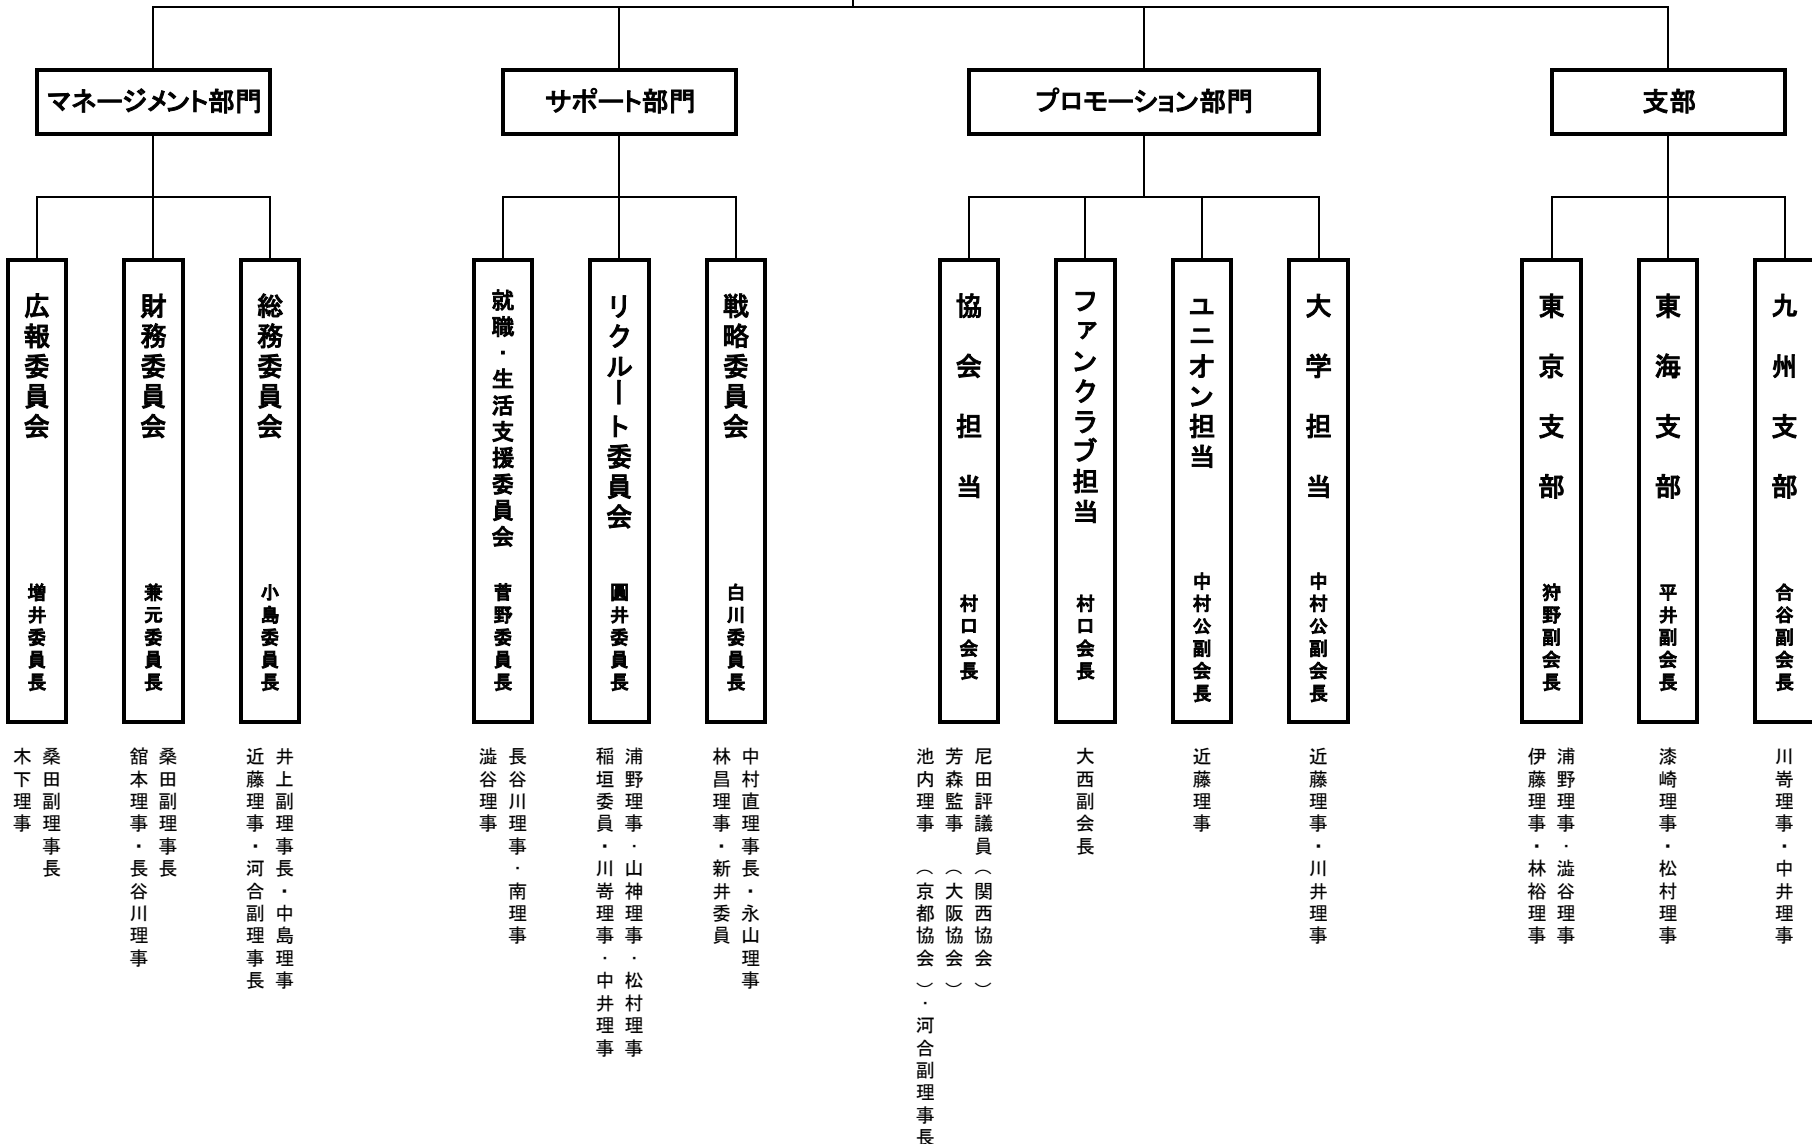 マネージメント部門
サポート部門
プロモーション部門
支部
広報委員会 増井委員長
財務委員会 兼元委員長
総務委員会 小島委員長
就職・生活支援委員会 菅野委員長
リクルート委員会 圓井委員長
戦略委員会 白川委員長
協会担当 村口会長
ファンクラブ担当 村口会長
ユニオン担当 中村公副会長
大学担当 中村公副会長
東京支部 狩野副会長
東海支部 平井副会長
九州支部 合谷副会長
桑田副理事長
木下理事
桑田副理事長
舘本理事・長谷川理事
井上副理事長・中島理事
近藤理事・河合副理事長
長谷川理事・南理事
澁谷理事
浦野理事・山神理事・松村理事
稲垣委員・川嵜理事・中井理事
中村直理事長・永山理事
林昌理事・新井委員
尼田評議員（関西協会）
芳森監事（大阪協会）
池内理事（京都協会）・河合副理事長
大西副会長
近藤理事
近藤理事・川井理事
浦野理事・澁谷理事
伊藤理事・林裕理事
漆崎理事・松村理事
川嵜理事・中井理事